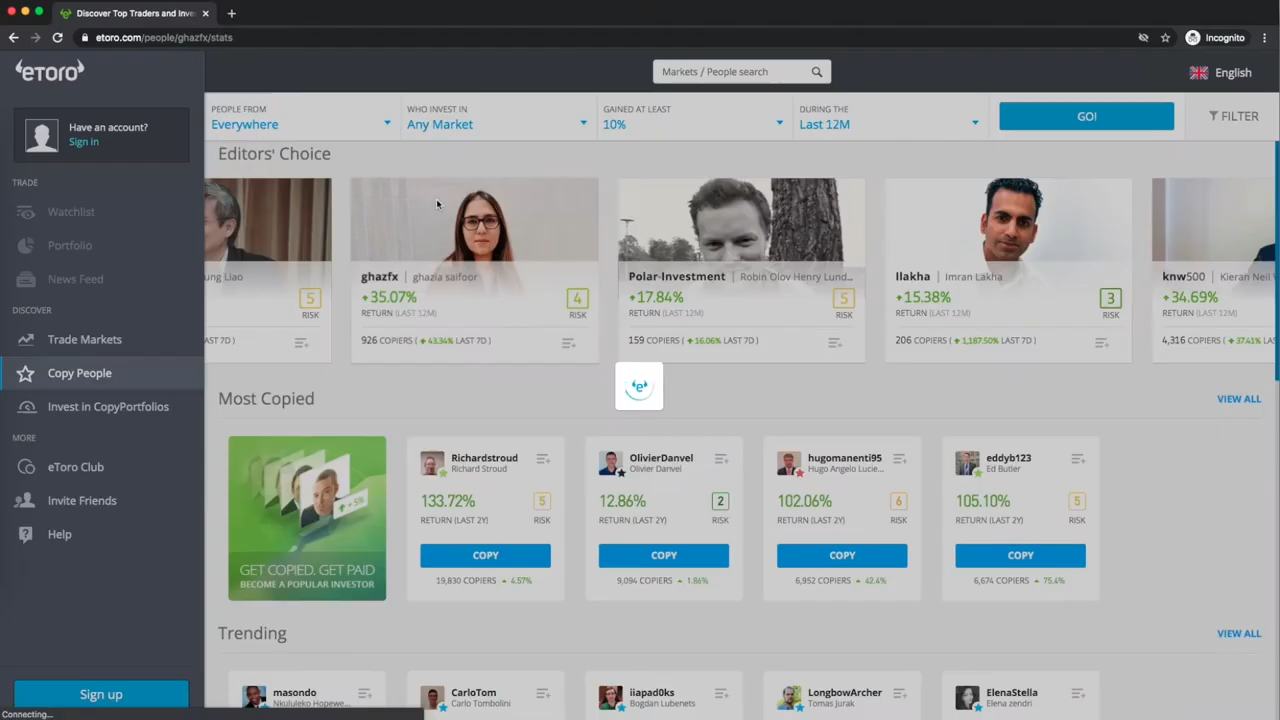 Discover Top Traders and Inve
etoro.com/people/ghazfx/stats
Incognito
eToro
Markets / People search
English
Have an account?
Sign in
PEOPLE FROM
Everywhere
WHO INVEST IN
Any Market
GAINED AT LEAST
10%
DURING THE
Last 12M
GO!
FILTER
TRADE
Watchlist
Portfolio
News Feed
DISCOVER
Trade Markets
Copy People
Invest in CopyPortfolios
MORE
eToro Club
Invite Friends
Help
Sign up
Connecting...
Editors' Choice
ung Liao
5
RISK
AST 7D )
ghazfx | ghazia saifoor
+35.07%
4
RETURN (LAST 12M)
RISK
926 COPIERS ( 43.34% LAST 7D )
Polar-Investment | Robin Olov Henry Lund...
+17.84%
5
RETURN (LAST 12M)
RISK
159 COPIERS ( 16.06% LAST 7D )
llakha | Imran Lakha
+15.38%
3
RETURN (LAST 12M)
RISK
206 COPIERS ( 1,187.50% LAST 7D )
knw500 | Kieran Neil
+34.69%
RETURN (LAST 12M)
4,316 COPIERS ( 37.41% L
e
Most Copied
VIEW ALL
GET COPIED. GET PAID
BECOME A POPULAR INVESTOR
+5%
Richardstroud
Richard Stroud
133.72%
5
RETURN (LAST 2Y)
RISK
COPY
19,830 COPIERS 4.57%
OlivierDanvel
Olivier Danvel
12.86%
2
RETURN (LAST 2Y)
RISK
COPY
9,094 COPIERS 1.86%
hugomanenti95
Hugo Angelo Lucie...
102.06%
6
RETURN (LAST 2Y)
RISK
COPY
6,952 COPIERS 42.4%
eddyb123
Ed Butler
105.10%
5
RETURN (LAST 2Y)
RISK
COPY
6,674 COPIERS 75.4%
Trending
VIEW ALL
masondo
Nkululeko Hopewe...
CarloTom
Carlo Tombolini
iiapad0ks
Bogdan Lubenets
LongbowArcher
Tomas Jurak
ElenaStella
Elena zendri